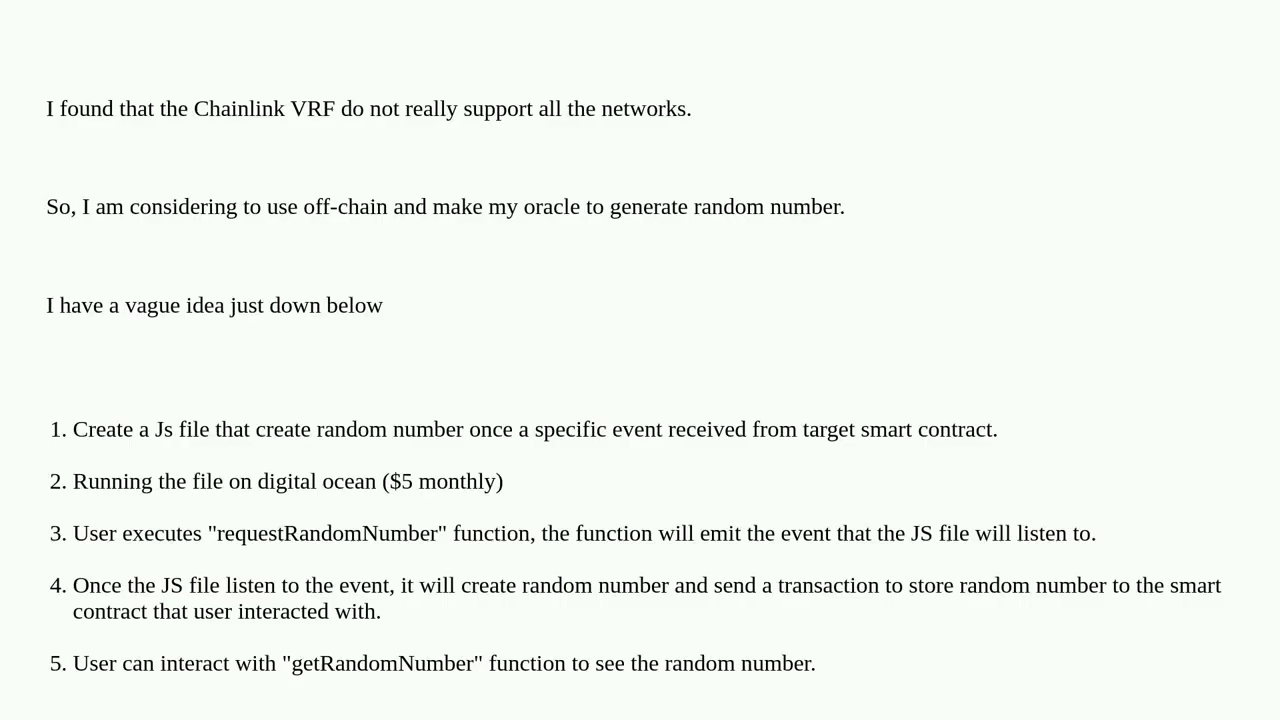 I found that the Chainlink VRF do not really support all the networks.
So, I am considering to use off-chain and make my oracle to generate random number.
I have a vague idea just down below
1. Create a Js file that create random number once a specific event received from target smart contract.
2. Running the file on digital ocean ($5 monthly)
3. User executes "requestRandomNumber" function, the function will emit the event that the JS file will listen to.
4. Once the JS file listen to the event, it will create random number and send a transaction to store random number to the smart
contract that user interacted with.
5. User can interact with "getRandomNumber" function to see the random number.